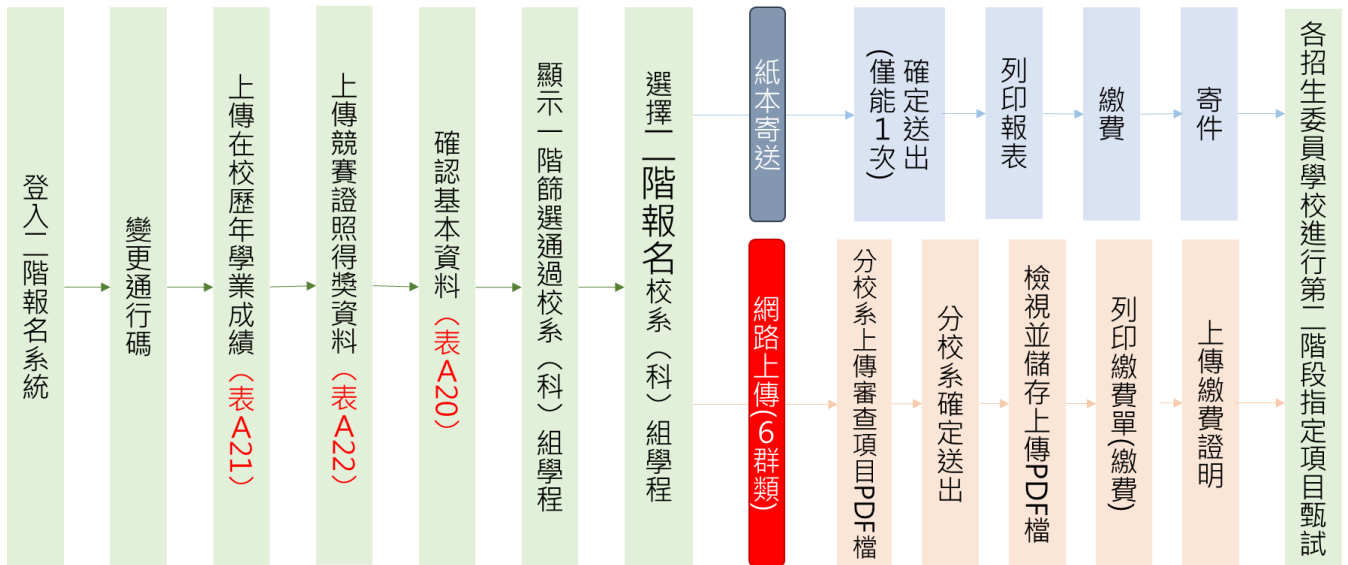 登入二階報名系統
變更通行碼
上傳在校歷年學業成績（表A21）
上傳競賽證照得獎資料（表A22）
確認基本資料（表A20）
顯示一階篩選通過校系（科）組學程
選擇二階報名校系（科）組學程
紙本寄送
確定送出
(僅能1次)
列印報表
繳費
寄件
網路上傳(6群類)
分校系上傳審查項目PDF檔
分校系確定送出
檢視並儲存上傳PDF檔
列印繳費單(繳費)
上傳繳費證明
各招生委員學校進行第二階段指定項目甄試